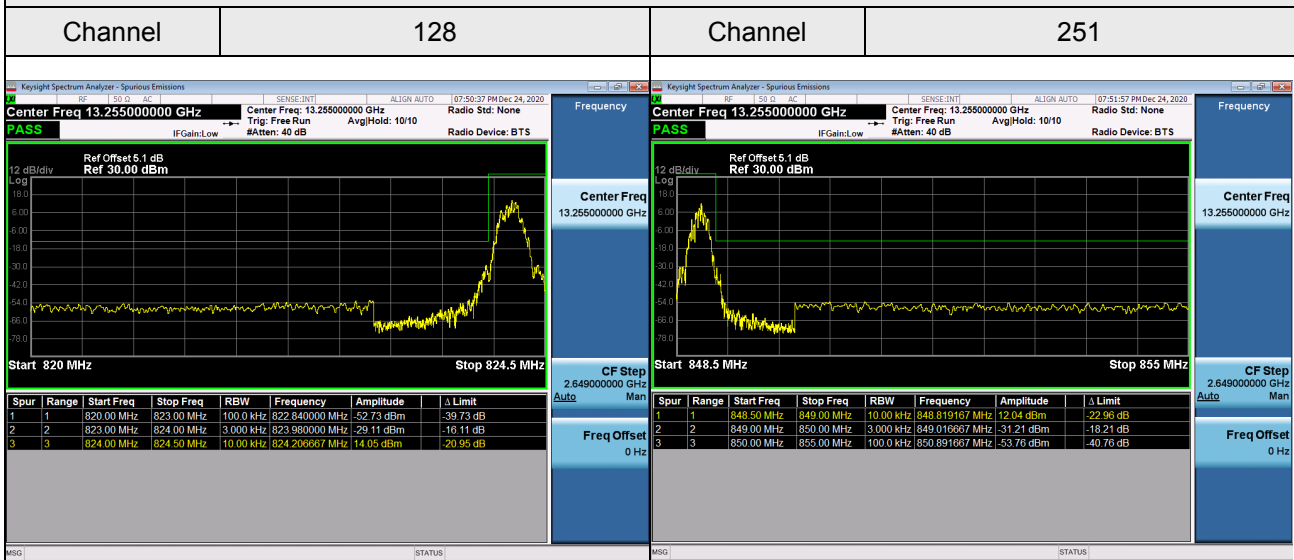 Channel 128 Channel 251
Keysight Spectrum Analyzer - Spurious Emissions
RF 50 Ω AC SENSE:INT ALIGN AUTO 07:50:37 PM Dec 24, 2020
Center Freq 13.255000000 GHz Center Freq: 13.255000000 GHz Radio Std: None Frequency
Trig: Free Run Avg|Hold: 10/10
PASS IFGain:Low #Atten: 40 dB Radio Device: BTS
Ref Offset 5.1 dB
12 dB/div Ref 30.00 dBm
Log
18.0
6.00
-6.00
-18.0
-30.0
-42.0
-54.0
-66.0
-78.0
Start 820 MHz Stop 824.5 MHz
Spur Range Start Freq Stop Freq RBW Frequency Amplitude Δ Limit
1 1 820.00 MHz 823.00 MHz 100.0 kHz 822.840000 MHz -52.73 dBm -39.73 dB
2 2 823.00 MHz 824.00 MHz 3.000 kHz 823.980000 MHz -29.11 dBm -16.11 dB
3 3 824.00 MHz 824.50 MHz 10.00 kHz 824.206667 MHz 14.05 dBm -20.95 dB
Center Freq
13.255000000 GHz
CF Step
2.649000000 GHz
Auto Man
Freq Offset
0 Hz
MSG STATUS
Keysight Spectrum Analyzer - Spurious Emissions
RF 50 Ω AC SENSE:INT ALIGN AUTO 07:51:57 PM Dec 24, 2020
Center Freq 13.255000000 GHz Center Freq: 13.255000000 GHz Radio Std: None Frequency
Trig: Free Run Avg|Hold: 10/10
PASS IFGain:Low #Atten: 40 dB Radio Device: BTS
Ref Offset 5.1 dB
12 dB/div Ref 30.00 dBm
Log
18.0
6.00
-6.00
-18.0
-30.0
-42.0
-54.0
-66.0
-78.0
Start 848.5 MHz Stop 855 MHz
Spur Range Start Freq Stop Freq RBW Frequency Amplitude Δ Limit
1 1 848.50 MHz 849.00 MHz 10.00 kHz 848.819167 MHz 12.04 dBm -22.96 dB
2 2 849.00 MHz 850.00 MHz 3.000 kHz 849.016667 MHz -31.21 dBm -18.21 dB
3 3 850.00 MHz 855.00 MHz 100.0 kHz 850.891667 MHz -53.76 dBm -40.76 dB
Center Freq
13.255000000 GHz
CF Step
2.649000000 GHz
Auto Man
Freq Offset
0 Hz
MSG STATUS